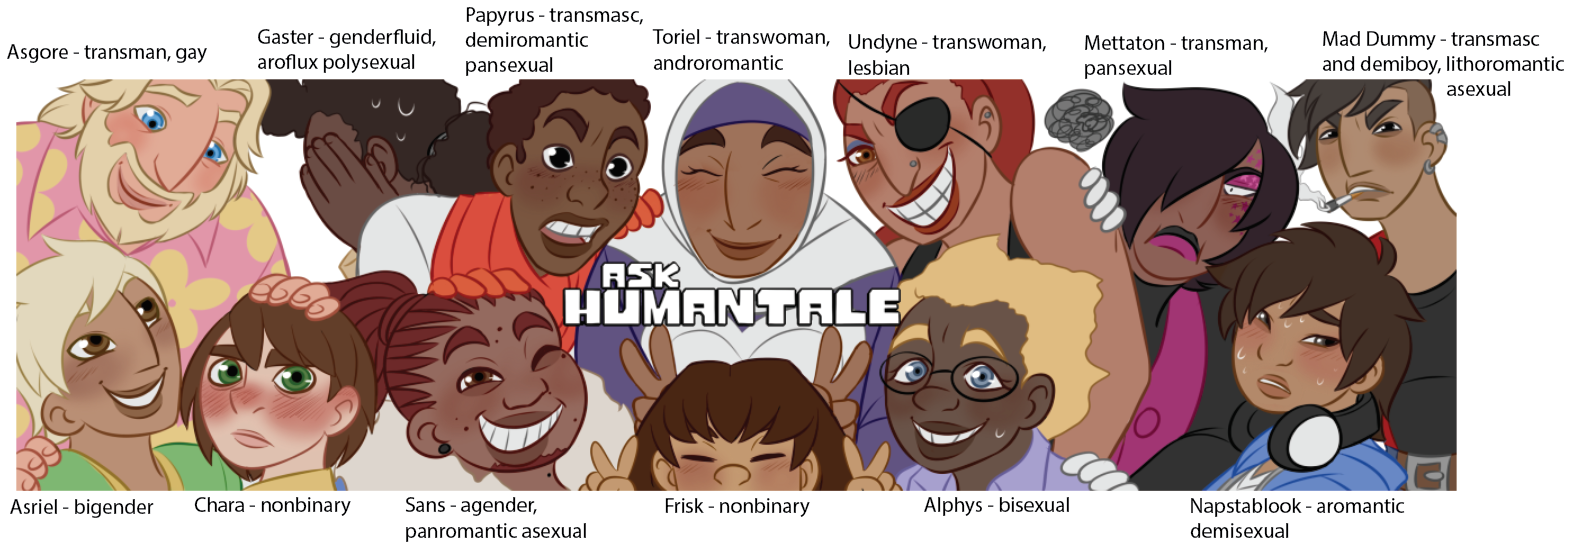 Asgore - transman, gay
Gaster - genderfluid,
aroflux polysexual
Papyrus - transmasc,
demiromantic
pansexual
Toriel - transwoman,
androromantic
Undyne - transwoman,
lesbian
Mettaton - transman,
pansexual
Mad Dummy - transmasc
and demiboy, lithoromantic
asexual
ASK
HUMANTALE
Asriel - bigender
Chara - nonbinary
Sans - agender,
panromantic asexual
Frisk - nonbinary
Alphys - bisexual
Napstablook - aromantic
demisexual